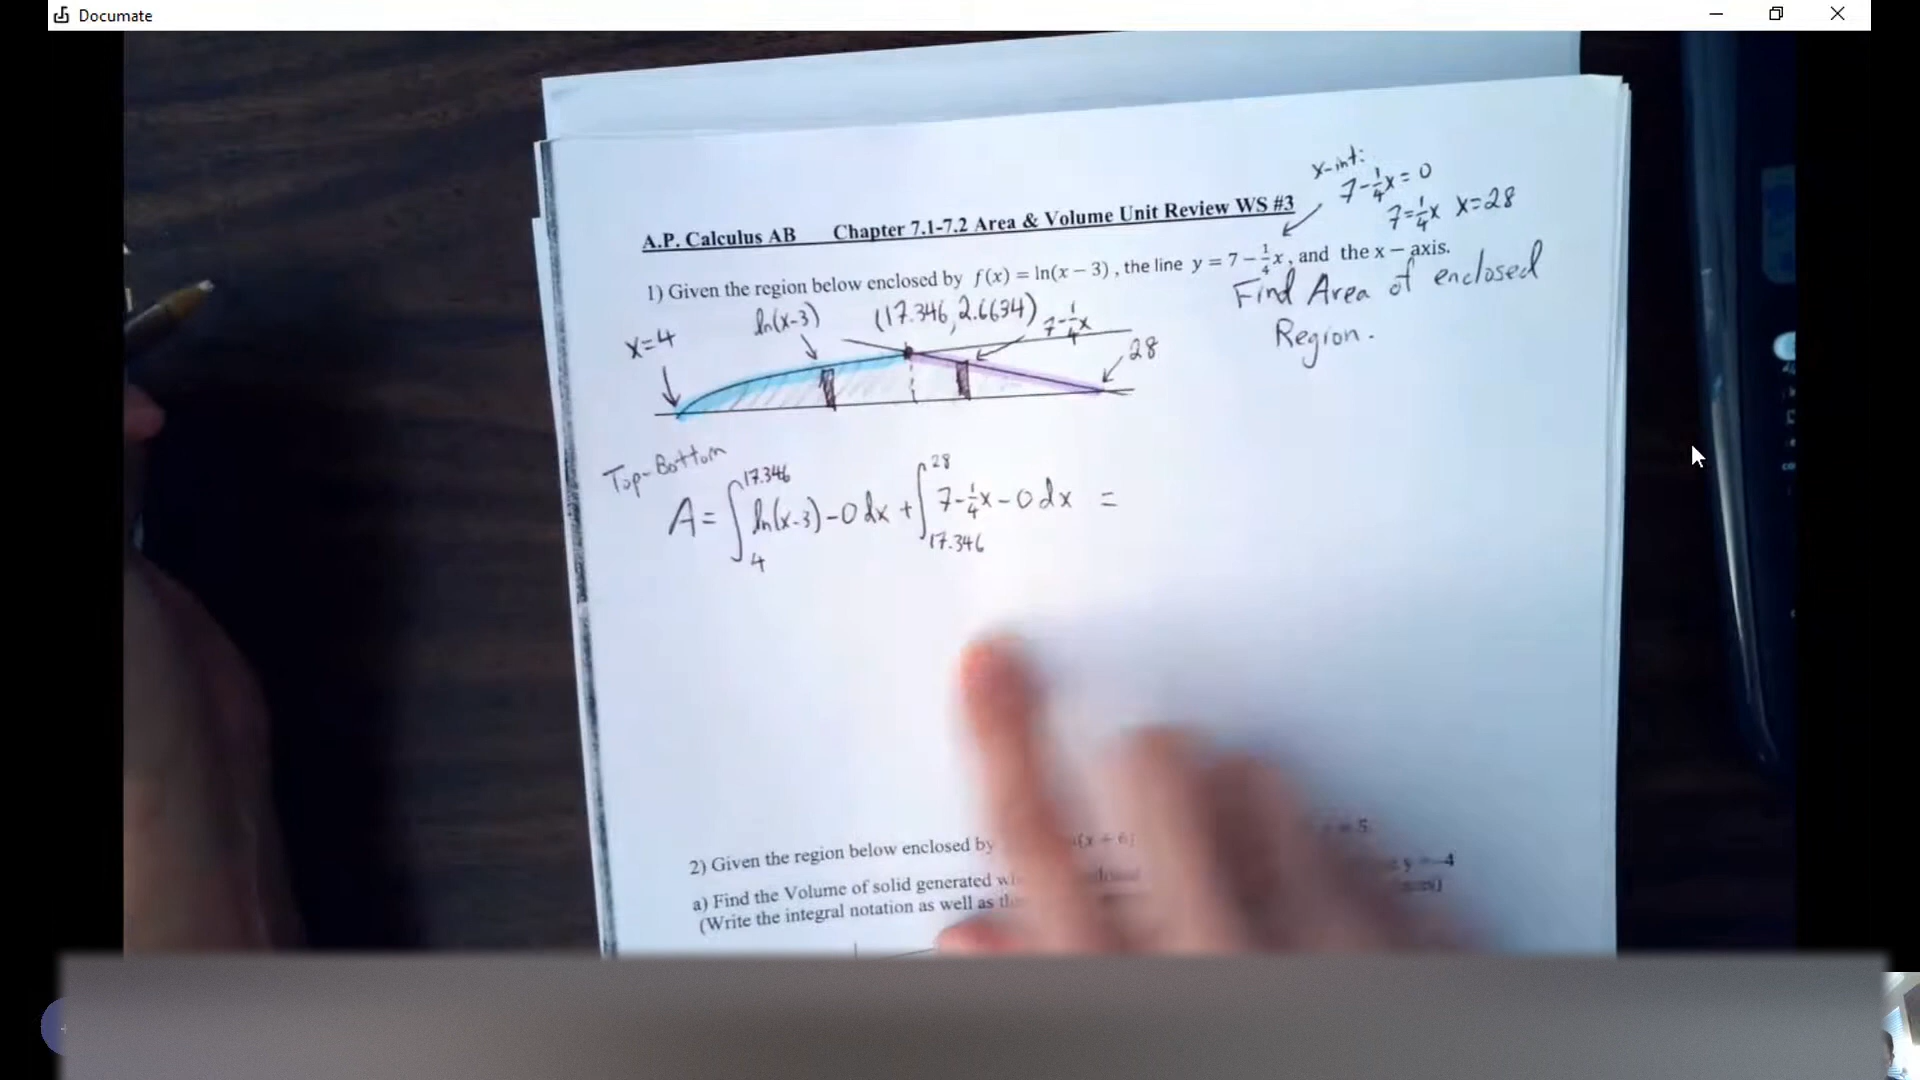 Documate
x-int:
7-1/4x=0
7=1/4x x=28
A.P. Calculus AB Chapter 7.1-7.2 Area & Volume Unit Review WS #3
1) Given the region below enclosed by f(x) = ln(x − 3), the line y = 7 − 1/4x, and the x − axis.
Find Area of enclosed
Region.
x=4
ln(x-3)
(17.346, 2.6634)
7-1/4x
28
Top-Bottom
A = ∫_4^17.346 ln(x-3)-0 dx + ∫_17.346^28 7-1/4x-0 dx =
2) Given the region below enclosed by
a) Find the Volume of solid generated
(Write the integral notation as well as